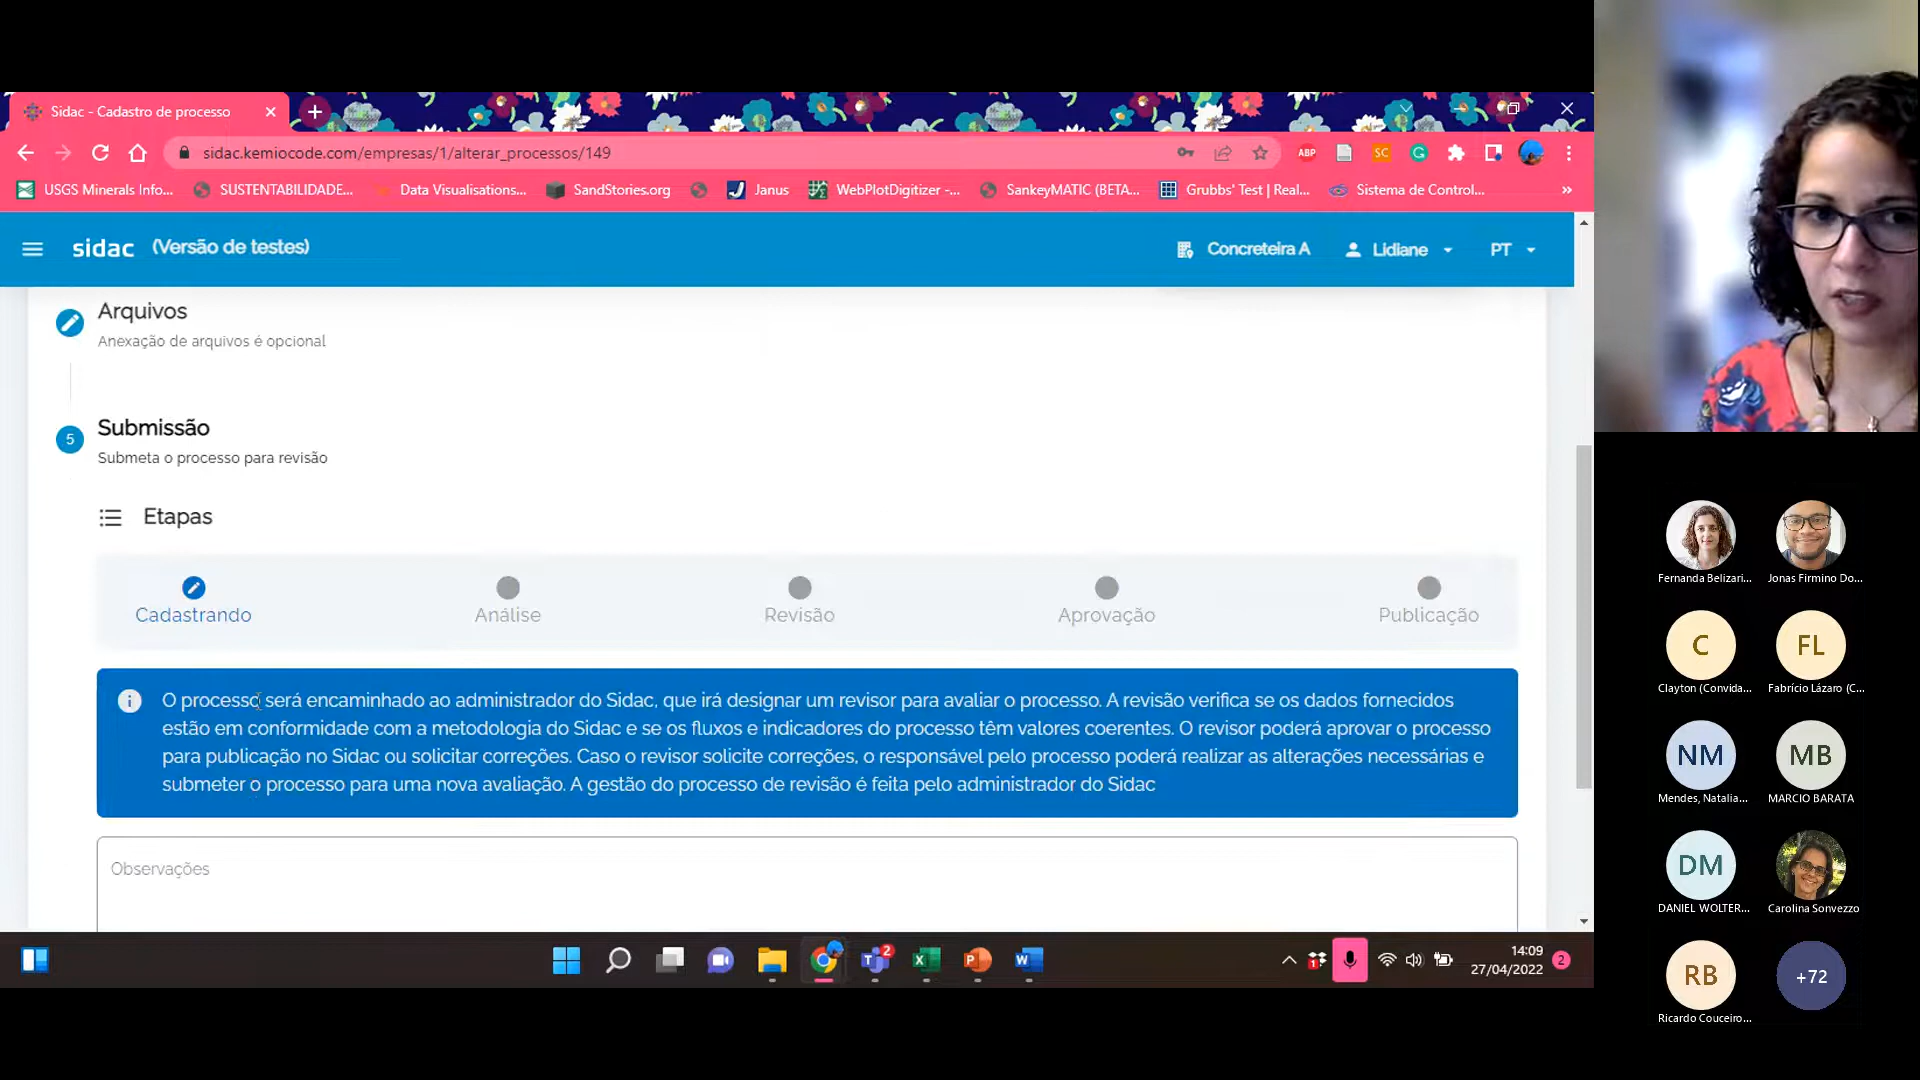 Sidac - Cadastro de processo
sidac.kemiocode.com/empresas/1/alterar_processos/149
ABP
SC
USGS Minerals Info...
SUSTENTABILIDADE...
Data Visualisations...
SandStories.org
Janus
WebPlotDigitizer -...
SankeyMATIC (BETA...
Grubbs' Test | Real...
Sistema de Control...
»
sidac (Versão de testes)
Concreteira A
Lidiane
PT
Arquivos
Anexação de arquivos é opcional
5
Submissão
Submeta o processo para revisão
Etapas
Cadastrando
Análise
Revisão
Aprovação
Publicação
O processo será encaminhado ao administrador do Sidac, que irá designar um revisor para avaliar o processo. A revisão verifica se os dados fornecidos
estão em conformidade com a metodologia do Sidac e se os fluxos e indicadores do processo têm valores coerentes. O revisor poderá aprovar o processo
para publicação no Sidac ou solicitar correções. Caso o revisor solicite correções, o responsável pelo processo poderá realizar as alterações necessárias e
submeter o processo para uma nova avaliação. A gestão do processo de revisão é feita pelo administrador do Sidac
Observações
2
1
14:09
27/04/2022
2
Fernanda Belizari...
Jonas Firmino Do...
C
FL
Clayton (Convida...
Fabrício Lázaro (C...
NM
MB
Mendes, Natalia...
MARCIO BARATA
DM
DANIEL WOLTER...
Carolina Sonvezzo
RB
+72
Ricardo Couceiro...